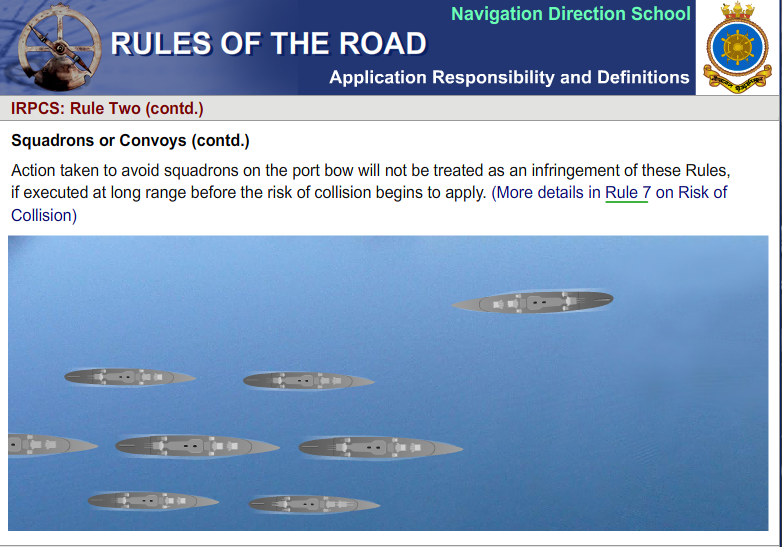 Navigation Direction School
RULES OF THE ROAD
Application Responsibility and Definitions
IRPCS: Rule Two (contd.)
Squadrons or Convoys (contd.)
Action taken to avoid squadrons on the port bow will not be treated as an infringement of these Rules,
if executed at long range before the risk of collision begins to apply. (More details in Rule 7 on Risk of
Collision)